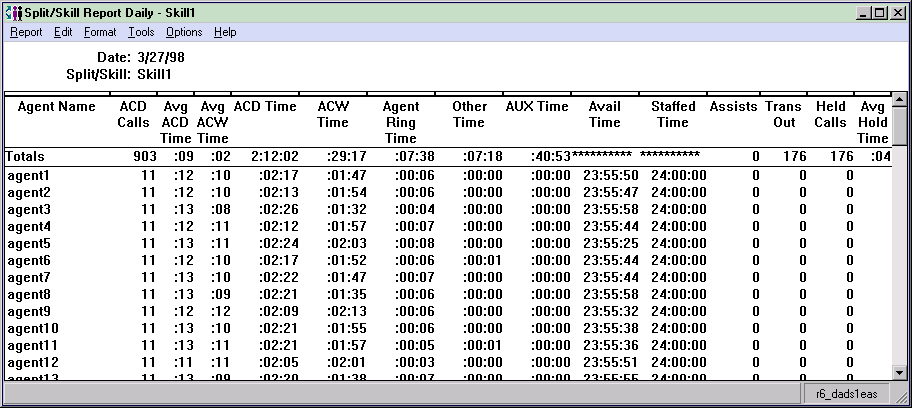 Split/Skill Report Daily - Skill1
Report Edit Format Tools Options Help
Date: 3/27/98
Split/Skill: Skill1
Agent Name ACD Calls Avg ACD Time Avg ACW Time ACD Time ACW Time Agent Ring Time Other Time AUX Time Avail Time Staffed Time Assists Trans Out Held Calls Avg Hold Time
Totals 903 :09 :02 2:12:02 :29:17 :07:38 :07:18 :40:53 ********** ********** 0 176 176 :04
agent1 11 :12 :10 :02:17 :01:47 :00:06 :00:00 :00:00 23:55:50 24:00:00 0 0 0
agent2 11 :12 :10 :02:13 :01:54 :00:06 :00:00 :00:00 23:55:47 24:00:00 0 0 0
agent3 11 :13 :08 :02:26 :01:32 :00:04 :00:00 :00:00 23:55:58 24:00:00 0 0 0
agent4 11 :12 :11 :02:12 :01:57 :00:07 :00:00 :00:00 23:55:44 24:00:00 0 0 0
agent5 11 :13 :11 :02:24 :02:03 :00:08 :00:00 :00:00 23:55:25 24:00:00 0 0 0
agent6 11 :12 :10 :02:17 :01:52 :00:06 :00:01 :00:00 23:55:44 24:00:00 0 0 0
agent7 11 :13 :10 :02:22 :01:47 :00:07 :00:00 :00:00 23:55:44 24:00:00 0 0 0
agent8 11 :13 :09 :02:21 :01:35 :00:06 :00:00 :00:00 23:55:58 24:00:00 0 0 0
agent9 11 :12 :12 :02:09 :02:13 :00:06 :00:00 :00:00 23:55:32 24:00:00 0 0 0
agent10 11 :13 :10 :02:21 :01:55 :00:06 :00:00 :00:00 23:55:38 24:00:00 0 0 0
agent11 11 :13 :11 :02:21 :01:57 :00:05 :00:01 :00:00 23:55:36 24:00:00 0 0 0
agent12 11 :11 :11 :02:05 :02:01 :00:03 :00:00 :00:00 23:55:51 24:00:00 0 0 0
agent13 11 :13 :09 :02:20 :01:38 :00:07 :00:00 :00:00 23:55:55 24:00:00 0 0 0
r6_dads1eas